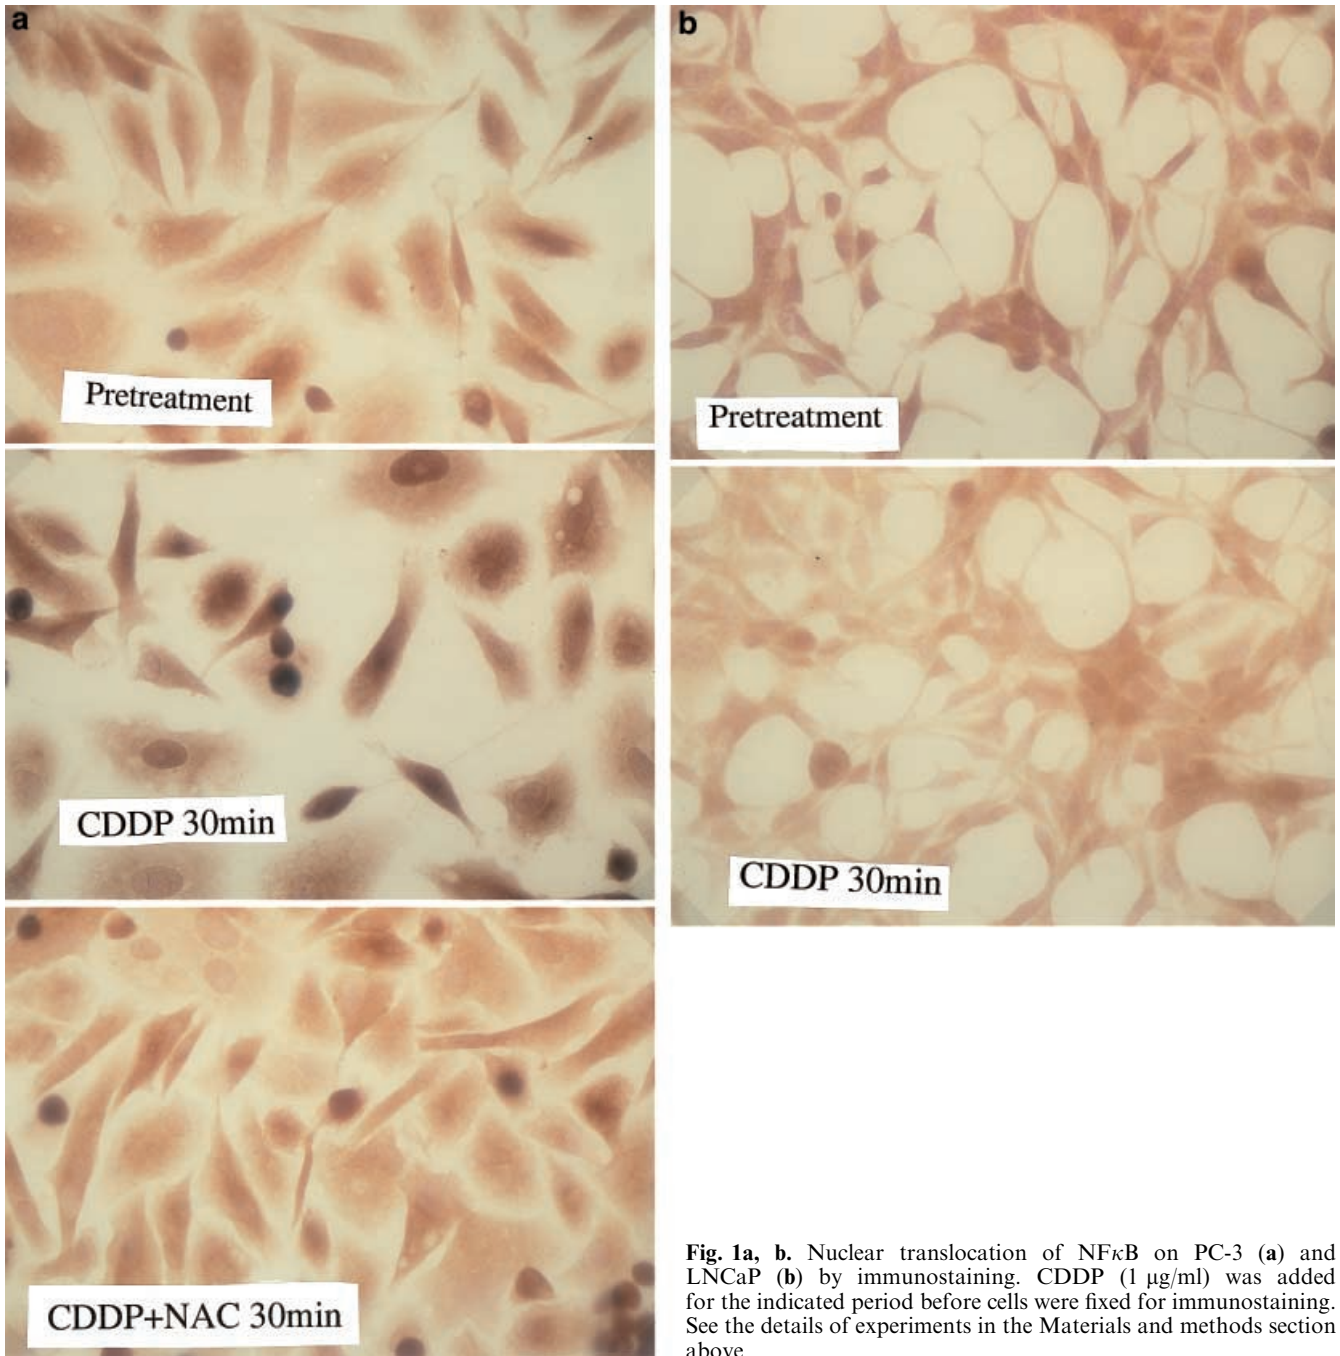 a
Pretreatment
CDDP 30min
CDDP+NAC 30min
b
Pretreatment
CDDP 30min
Fig. 1a, b. Nuclear translocation of NFκB on PC-3 (a) and
LNCaP (b) by immunostaining. CDDP (1 μg/ml) was added
for the indicated period before cells were fixed for immunostaining.
See the details of experiments in the Materials and methods section
above